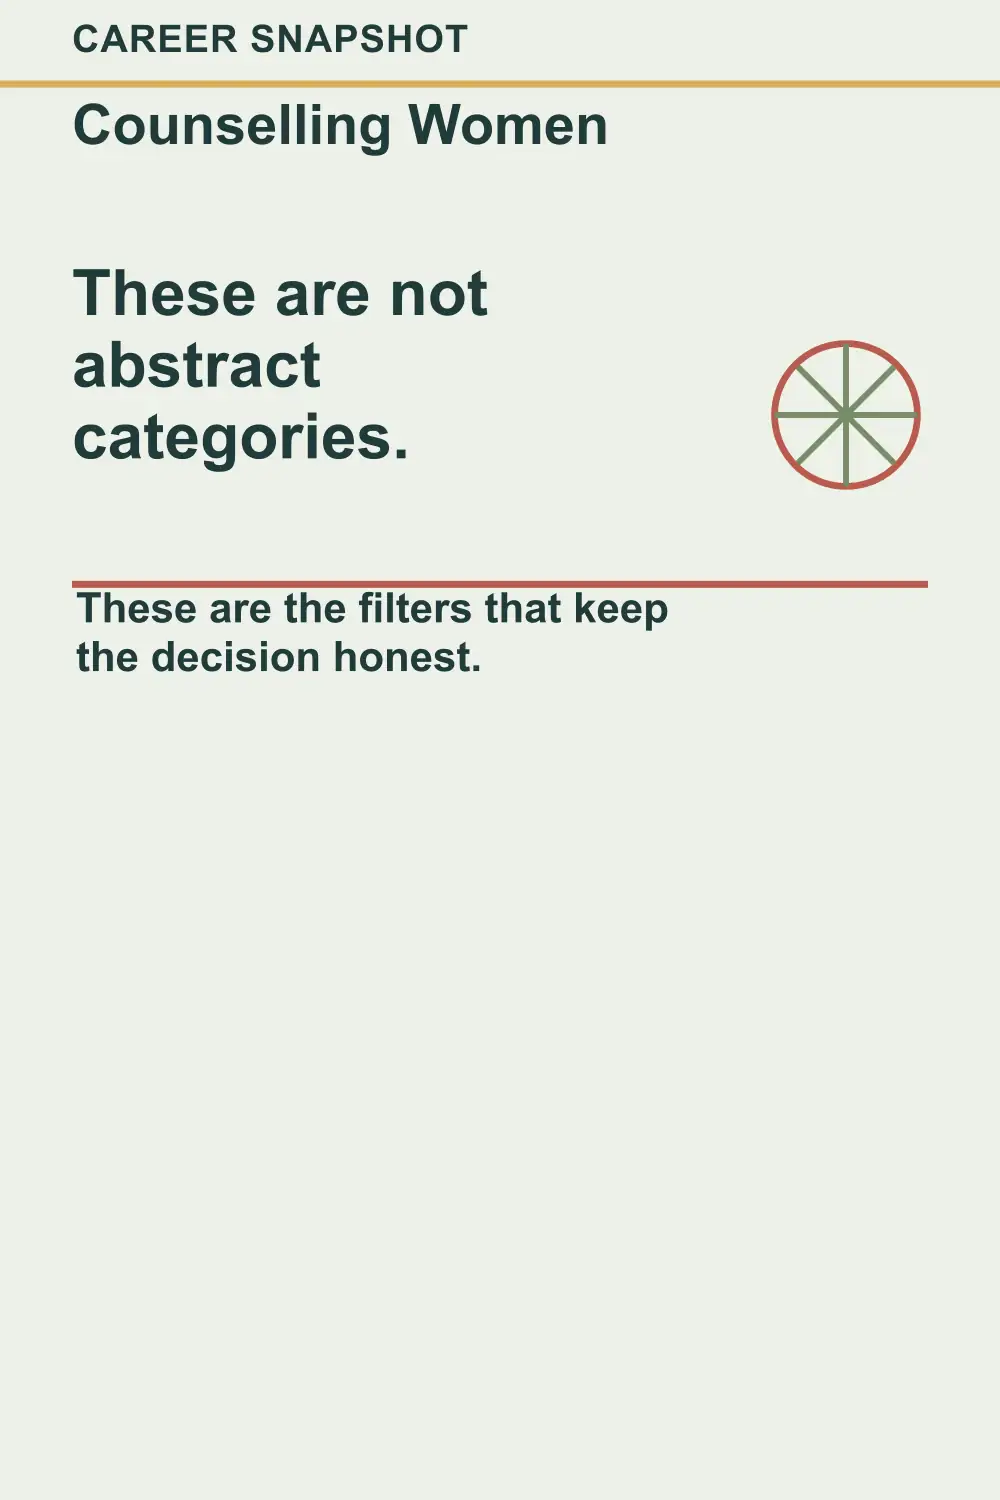 CAREER SNAPSHOT
Counselling Women
These are not
abstract
categories.
These are the filters that keep
the decision honest.